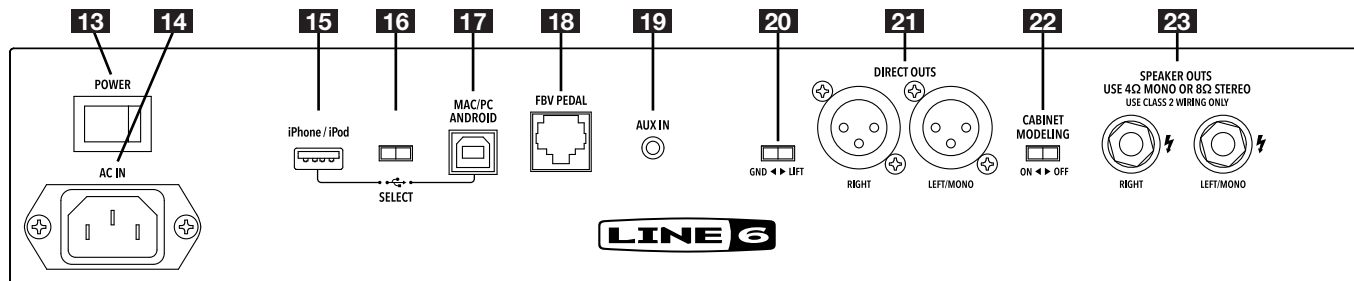 13 14 15 16 17 18 19 20 21 22 23
POWER
AC IN
iPhone / iPod
SELECT
MAC/PC
ANDROID
FBV PEDAL
AUX IN
GND ◄ ► LIFT
DIRECT OUTS
RIGHT
LEFT/MONO
CABINET
MODELING
ON ◄ ► OFF
SPEAKER OUTS
USE 4Ω MONO OR 8Ω STEREO
USE CLASS 2 WIRING ONLY
RIGHT
LEFT/MONO
LINE 6